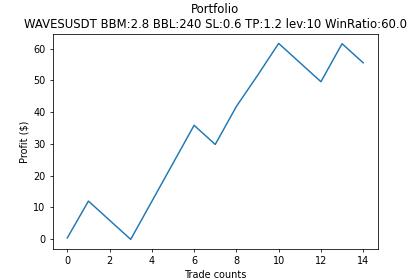 Portfolio
WAVESUSDT BBM:2.8 BBL:240 SL:0.6 TP:1.2 lev:10 WinRatio:60.0
60
50
40
30
20
10
0
Profit ($)
0 2 4 6 8 10 12 14
Trade counts